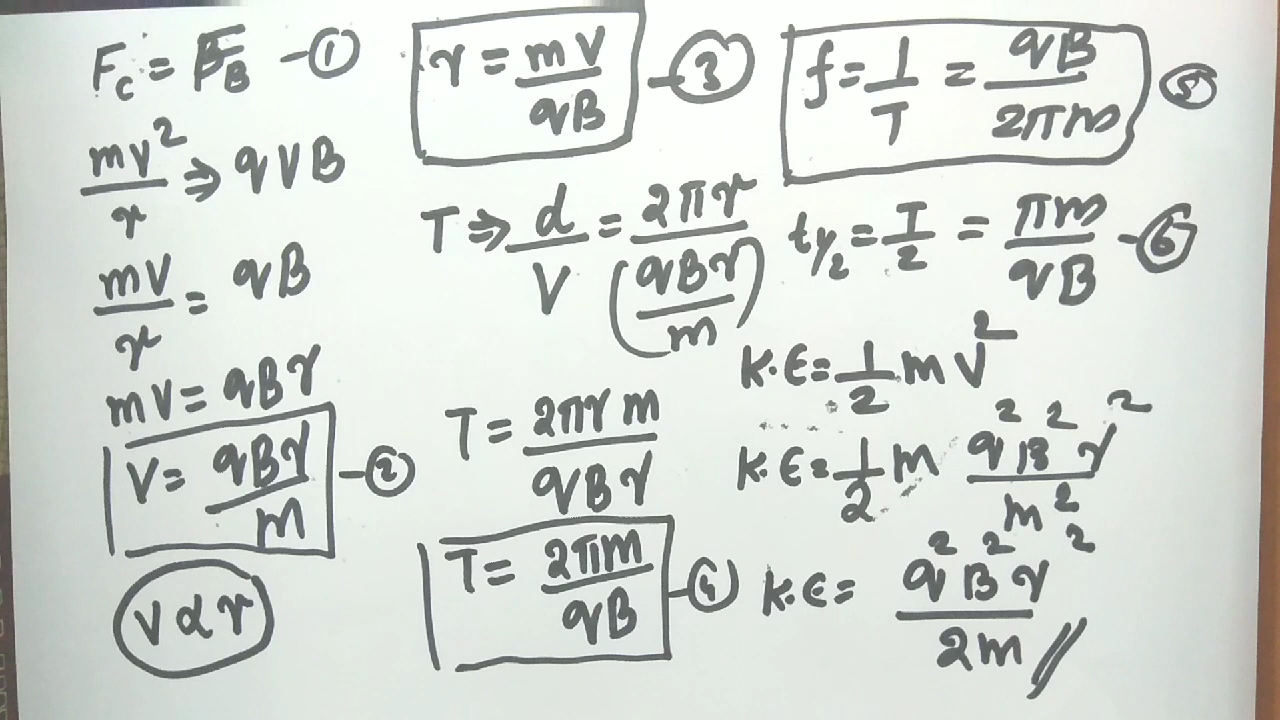 F_C = F_B - ①
mv²/r ⇒ qVB
mV/r = qB
mV = qBr
V = qBr/m - ②
V α r
r = mV/qB - ③
T ⇒ d/V = 2πr/(qBr/m)
T = 2πrm/qBr
T = 2πm/qB - ④
f = 1/T = qB/2πm ⑤
t_1/2 = T/2 = πm/qB - ⑥
K.E = 1/2 mV²
K.E = 1/2 m q²B²r²/m²
K.E = q²B²r²/2m //